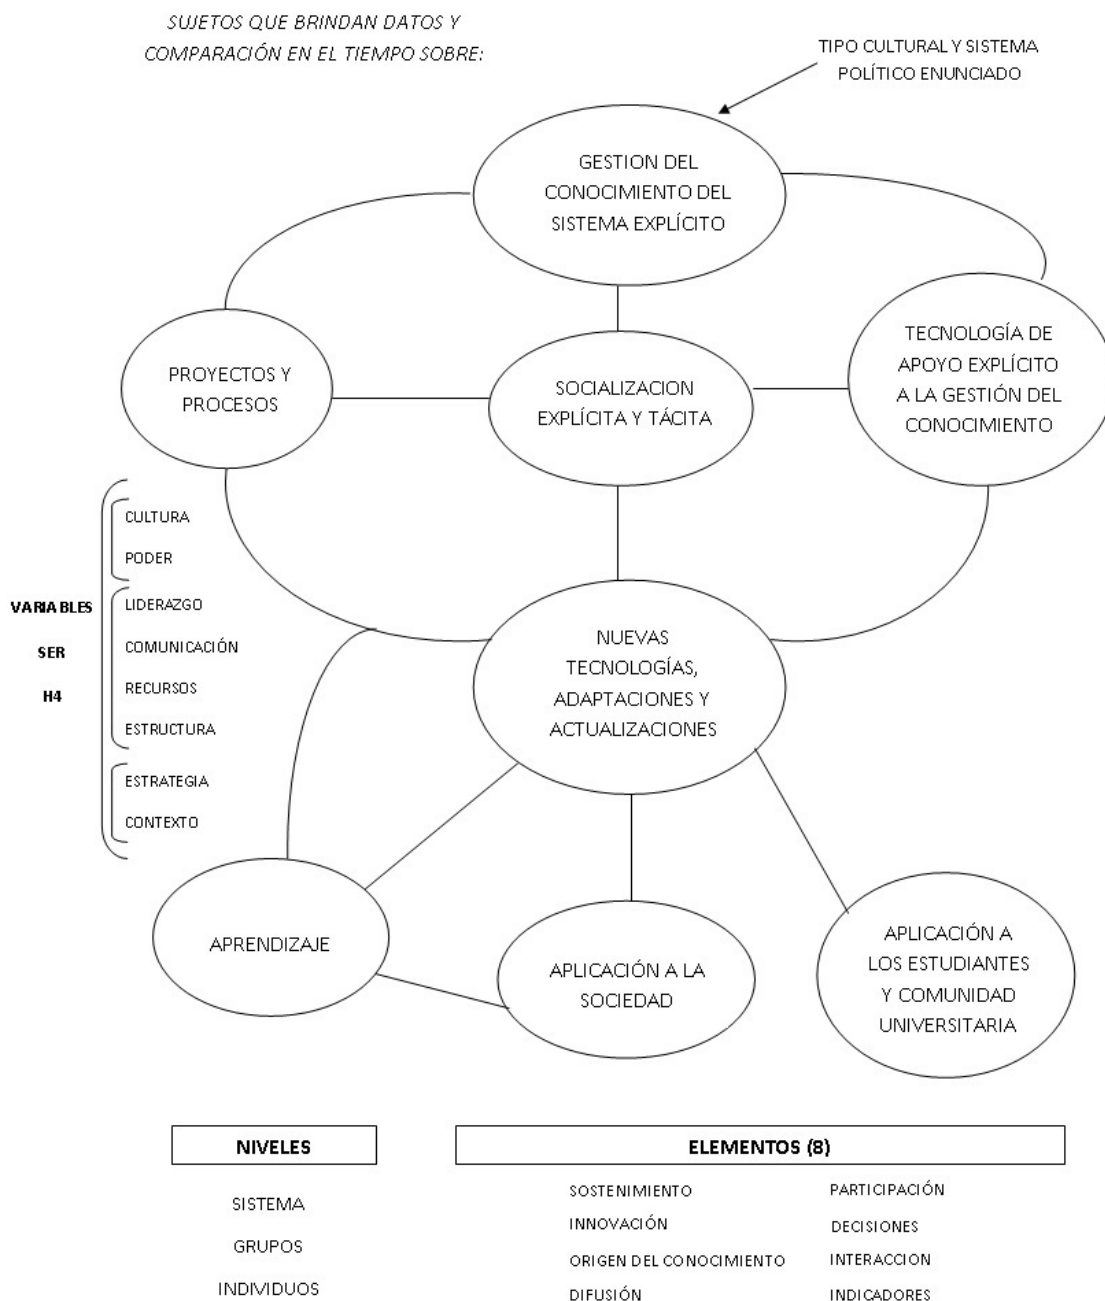 SUJETOS QUE BRINDAN DATOS Y
COMPARACIÓN EN EL TIEMPO SOBRE:
TIPO CULTURAL Y SISTEMA
POLÍTICO ENUNCIADO
GESTION DEL
CONOCIMIENTO DEL
SISTEMA EXPLÍCITO
PROYECTOS Y
PROCESOS
SOCIALIZACION
EXPLÍCITA Y TÁCITA
TECNOLOGÍA DE
APOYO EXPLÍCITO
A LA GESTIÓN DEL
CONOCIMIENTO
VARIABLES
SER
H4
CULTURA
PODER
LIDERAZGO
COMUNICACIÓN
RECURSOS
ESTRUCTURA
ESTRATEGIA
CONTEXTO
NUEVAS
TECNOLOGÍAS,
ADAPTACIONES Y
ACTUALIZACIONES
APRENDIZAJE
APLICACIÓN A LA
SOCIEDAD
APLICACIÓN A
LOS ESTUDIANTES
Y COMUNIDAD
UNIVERSITARIA
NIVELES
SISTEMA
GRUPOS
INDIVIDUOS
ELEMENTOS (8)
SOSTENIMIENTO
INNOVACIÓN
ORIGEN DEL CONOCIMIENTO
DIFUSIÓN
PARTICIPACIÓN
DECISIONES
INTERACCION
INDICADORES